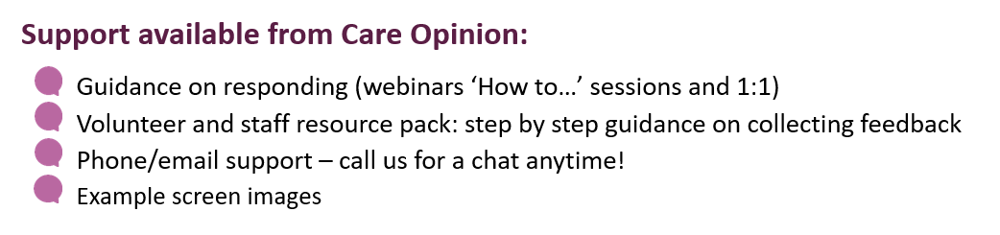 Support available from Care Opinion:
Guidance on responding (webinars ‘How to…’ sessions and 1:1)
Volunteer and staff resource pack: step by step guidance on collecting feedback
Phone/email support – call us for a chat anytime!
Example screen images